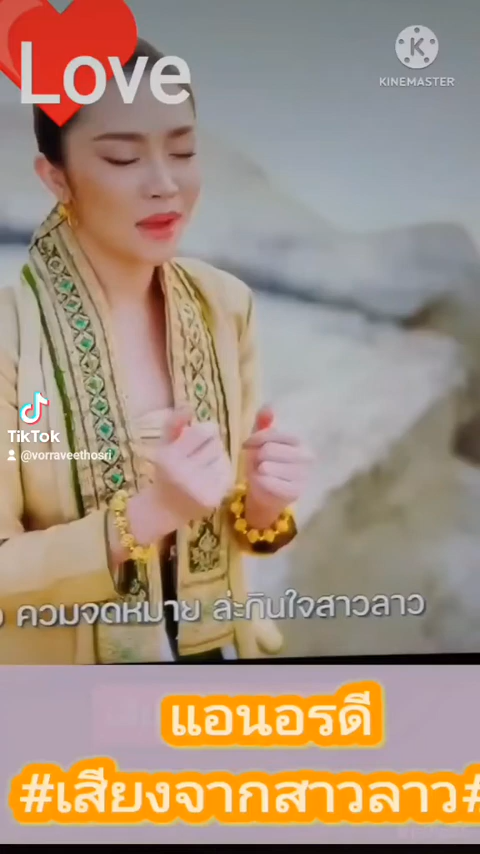 Love
KINEMASTER
TikTok
@vorraveethosri
ความจดหมาย ล่ะกินใจสาวลาว
แอนอรดี
#เสียงจากสาวลาว#